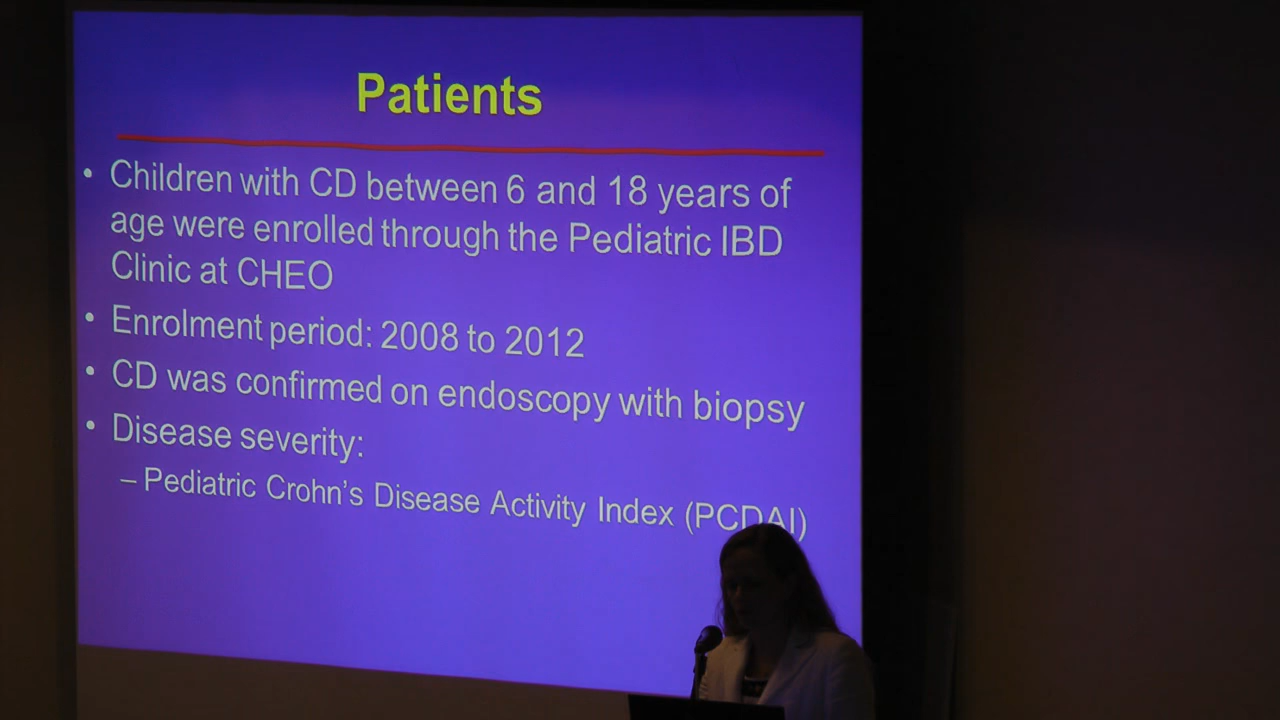 Patients
• Children with CD between 6 and 18 years of
age were enrolled through the Pediatric IBD
Clinic at CHEO
• Enrolment period: 2008 to 2012
• CD was confirmed on endoscopy with biopsy
• Disease severity:
– Pediatric Crohn's Disease Activity Index (PCDAI)